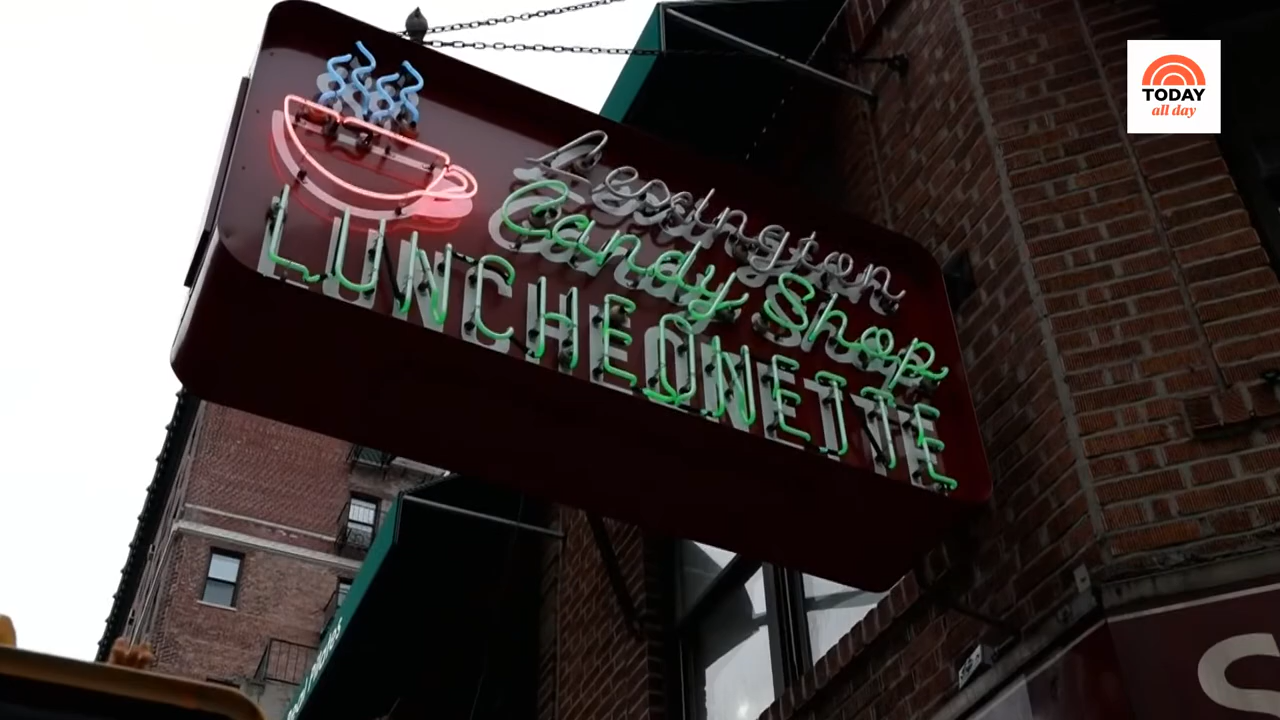 TODAY
all day
Lexington
Candy Shop
LUNCHEONETTE
S